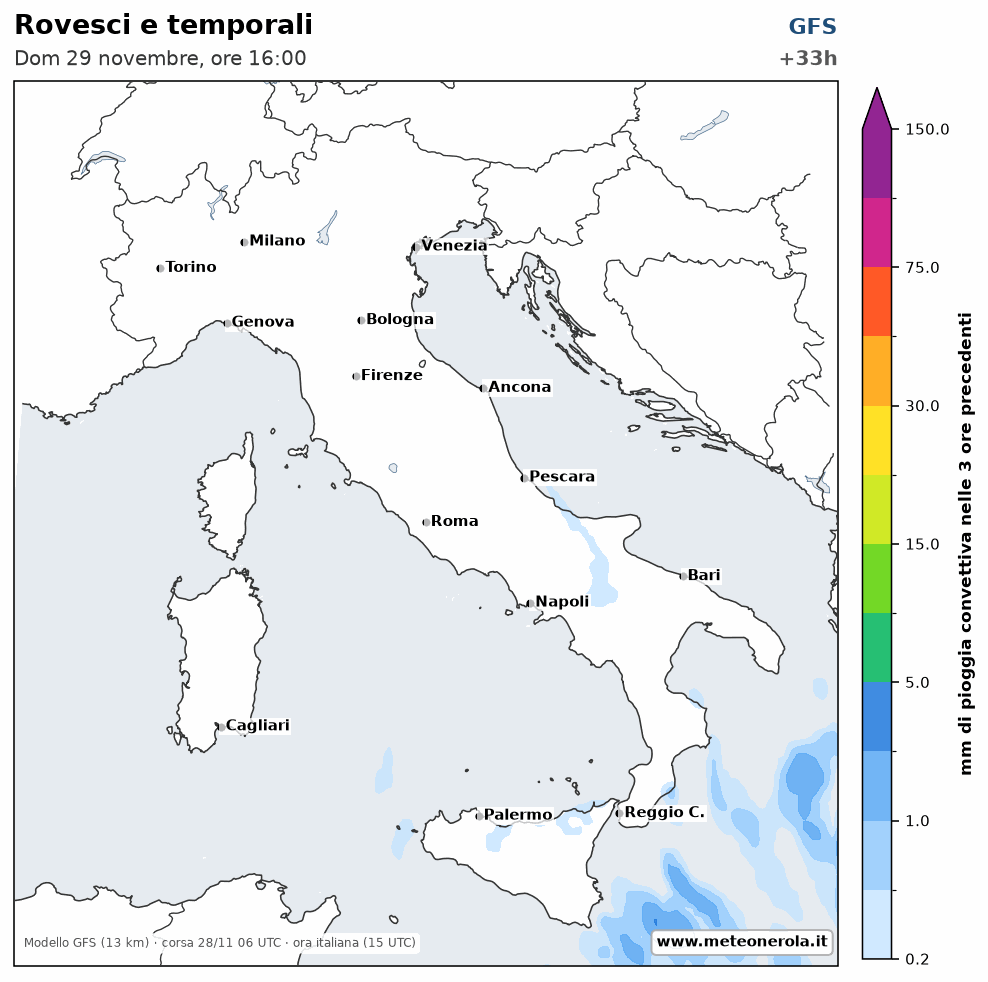 Rovesci e temporali
GFS
Dom 29 novembre, ore 16:00
+33h
150.0
75.0
30.0
15.0
5.0
1.0
0.2
mm di pioggia convettiva nelle 3 ore precedenti
Milano
Venezia
Torino
Genova
Bologna
Firenze
Ancona
Pescara
Roma
Bari
Napoli
Cagliari
Palermo
Reggio C.
Modello GFS (13 km) · corsa 28/11 06 UTC · ora italiana (15 UTC)
www.meteonerola.it